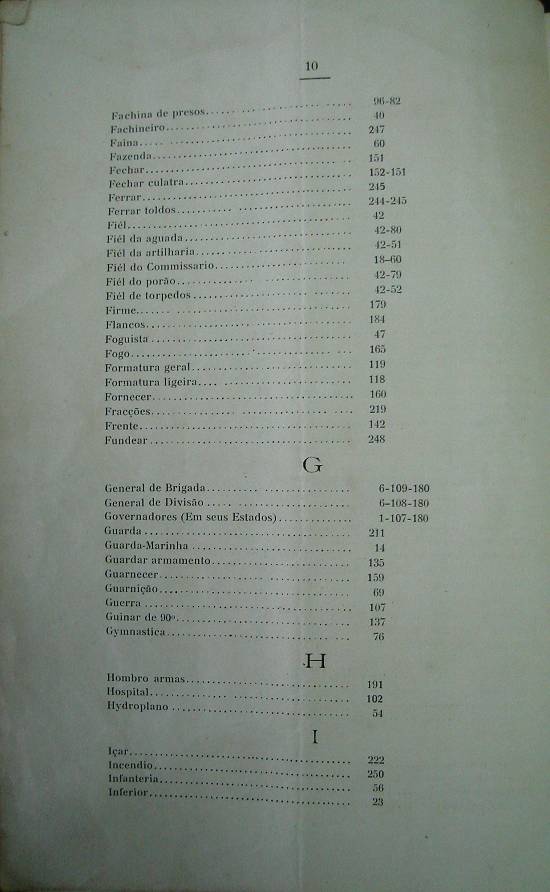 10
Fachina de presos 96-82
Fachineiro 40
Faina 247
Fazenda 60
Fechar 151
Fechar culatra 152-151
Ferrar 245
Ferrar toldos 244-245
Fiél 42
Fiél da aguada 42-80
Fiél da artilharia 42-51
Fiél do Commissario 18-60
Fiél do porão 42-79
Fiél de torpedos 42-52
Firme 179
Flancos 184
Foguista 47
Fogo 165
Formatura geral 119
Formatura ligeira 118
Fornecer 160
Fracções 219
Frente 142
Fundear 248
G
General de Brigada 6-109-180
General de Divisão 6-108-180
Governadores (Em seus Estados) 1-107-180
Guarda 211
Guarda-Marinha 14
Guardar armamento 135
Guarnecer 159
Guarnição 69
Guerra 107
Guinar de 90º 137
Gymnastica 76
H
Hombro armas 191
Hospital 102
Hydroplano 54
I
Içar 222
Incendio 250
Infanteria 56
Inferior 23